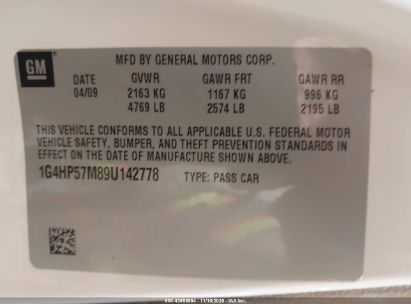 GM
MFD BY GENERAL MOTORS CORP.
DATE GVWR GAWR FRT GAWR RR
04/09 2163 KG 1167 KG 996 KG
4769 LB 2574 LB 2195 LB
THIS VEHICLE CONFORMS TO ALL APPLICABLE U.S. FEDERAL MOTOR
VEHICLE SAFETY, BUMPER, AND THEFT PREVENTION STANDARDS IN
EFFECT ON THE DATE OF MANUFACTURE SHOWN ABOVE.
1G4HP57M89U142778 TYPE: PASS CAR